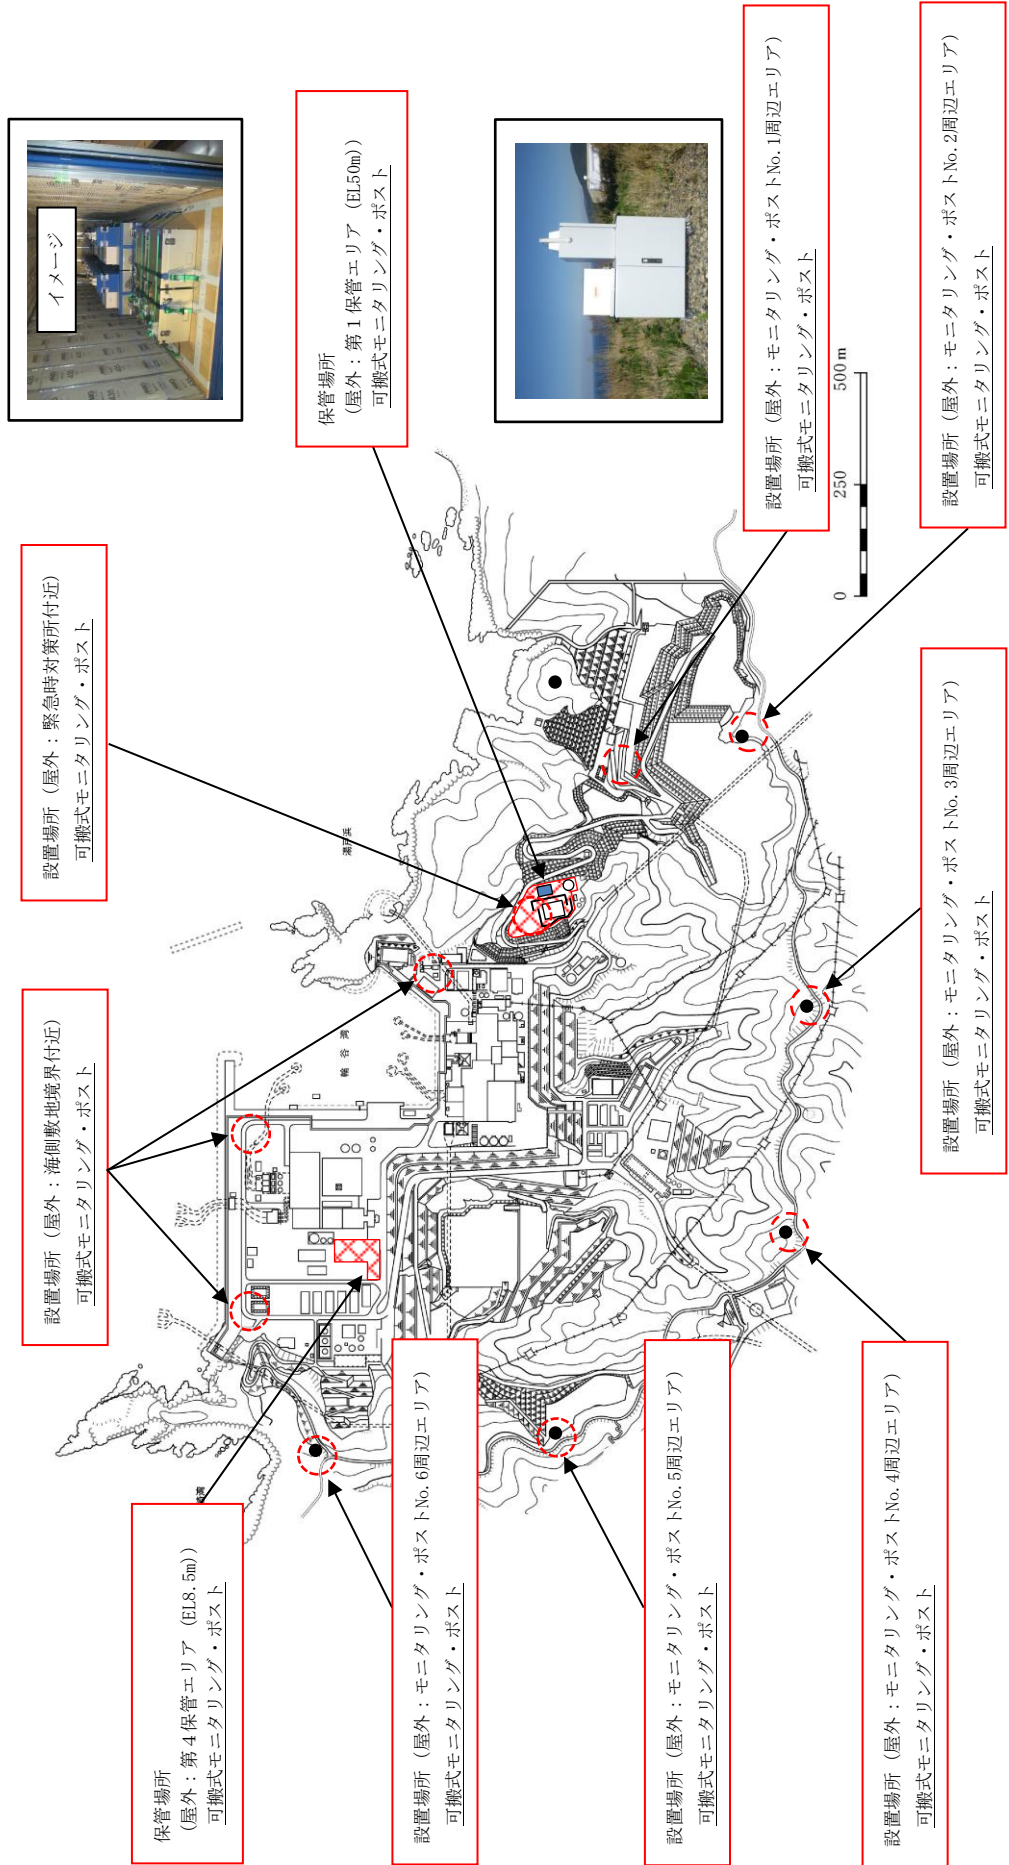 保管場所
(屋外：第４保管エリア (EL8.5m))
可搬式モニタリング・ポスト
設置場所（屋外：海側敷地境界付近）
可搬式モニタリング・ポスト
設置場所（屋外：緊急時対策所付近）
可搬式モニタリング・ポスト
イメージ
保管場所
(屋外：第１保管エリア (EL50m))
可搬式モニタリング・ポスト
輪谷湾
設置場所（屋外：モニタリング・ポストNo.6周辺エリア）
可搬式モニタリング・ポスト
設置場所（屋外：モニタリング・ポストNo.5周辺エリア）
可搬式モニタリング・ポスト
設置場所（屋外：モニタリング・ポストNo.4周辺エリア）
可搬式モニタリング・ポスト
設置場所（屋外：モニタリング・ポストNo.3周辺エリア）
可搬式モニタリング・ポスト
設置場所（屋外：モニタリング・ポストNo.1周辺エリア）
可搬式モニタリング・ポスト
0 250 500m
設置場所（屋外：モニタリング・ポストNo.2周辺エリア）
可搬式モニタリング・ポスト